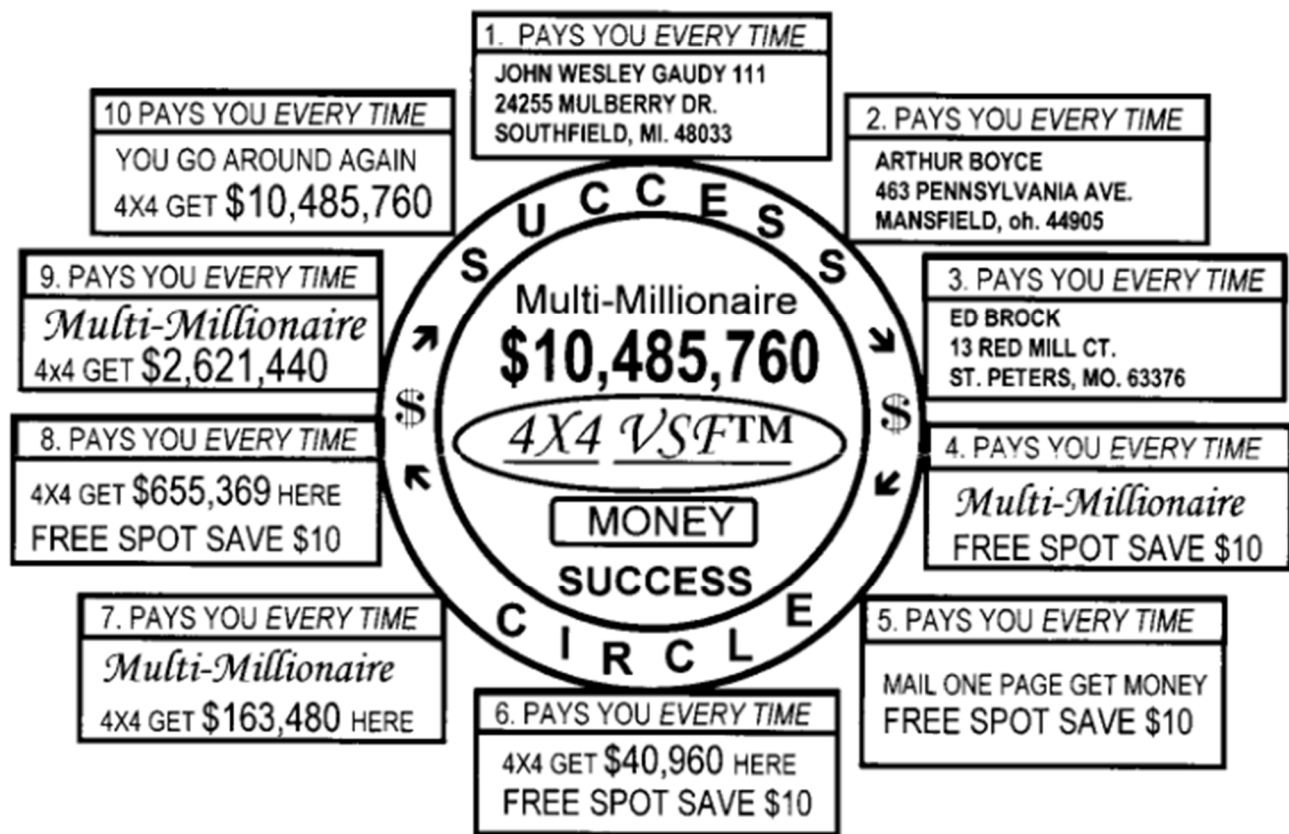 1. PAYS YOU EVERY TIME
JOHN WESLEY GAUDY 111
24255 MULBERRY DR.
SOUTHFIELD, MI. 48033
2. PAYS YOU EVERY TIME
ARTHUR BOYCE
463 PENNSYLVANIA AVE.
MANSFIELD, oh. 44905
3. PAYS YOU EVERY TIME
ED BROCK
13 RED MILL CT.
ST. PETERS, MO. 63376
4. PAYS YOU EVERY TIME
Multi-Millionaire
FREE SPOT SAVE $10
5. PAYS YOU EVERY TIME
MAIL ONE PAGE GET MONEY
FREE SPOT SAVE $10
6. PAYS YOU EVERY TIME
4X4 GET $40,960 HERE
FREE SPOT SAVE $10
7. PAYS YOU EVERY TIME
Multi-Millionaire
4X4 GET $163,480 HERE
8. PAYS YOU EVERY TIME
4X4 GET $655,369 HERE
FREE SPOT SAVE $10
9. PAYS YOU EVERY TIME
Multi-Millionaire
4x4 GET $2,621,440
10 PAYS YOU EVERY TIME
YOU GO AROUND AGAIN
4X4 GET $10,485,760
SUCCESS
$ $
CIRCLE
Multi-Millionaire
$10,485,760
4X4 VSF™
MONEY
SUCCESS